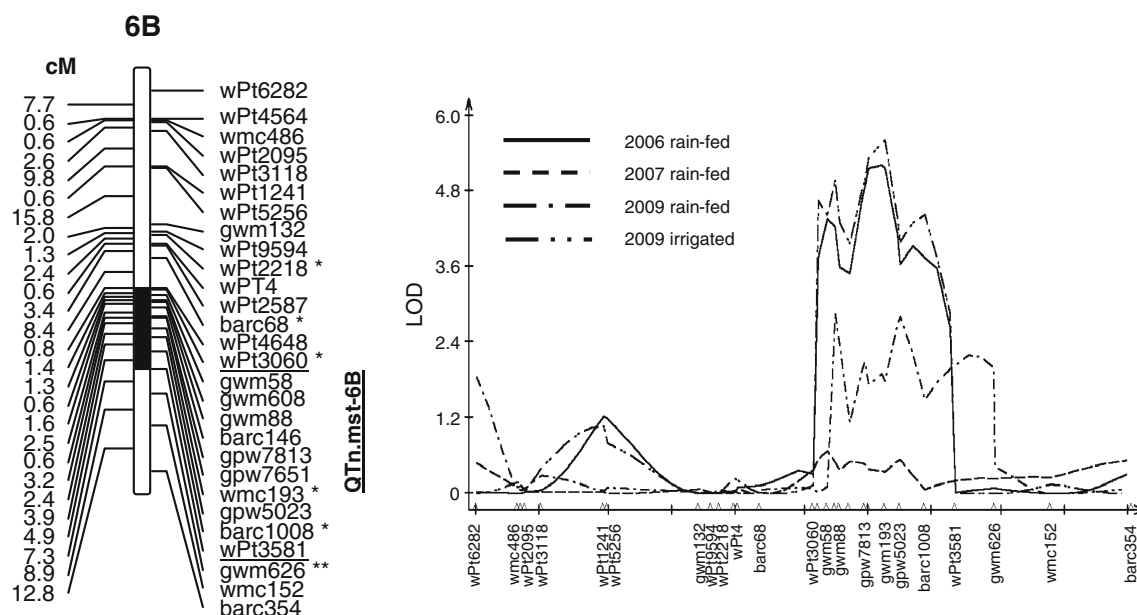 6B
cM
7.7
0.6
0.6
2.6
9.8
0.6
15.8
2.0
1.3
2.4
0.6
3.4
8.4
0.8
1.4
1.3
0.6
1.6
2.5
0.6
3.2
2.4
3.9
4.9
7.3
8.9
12.8
wPt6282
wPt4564
wmc486
wPt2095
wPt3118
wPt1241
wPt5256
gwm132
wPt9594
wPt2218 *
wPT4
wPt2587
barc68 *
wPt4648
wPt3060 *
gwm58
gwm608
gwm88
barc146
gpw7813
gpw7651
wmc193 *
gpw5023
barc1008 *
wPt3581
gwm626 **
wmc152
barc354
QTn.mst-6B
LOD
6.0
4.8
3.6
2.4
1.2
0
2006 rain-fed
2007 rain-fed
2009 rain-fed
2009 irrigated
wPt6282
wmc486
wPt2095
wPt3118
wPt1241
wPt5256
gwm132
wPt9594
wPt2218
wPt4
barc68
wPt3060
gwm58
gwm88
gpw7813
gwm193
gpw5023
barc1008
wPt3581
gwm626
wmc152
barc354